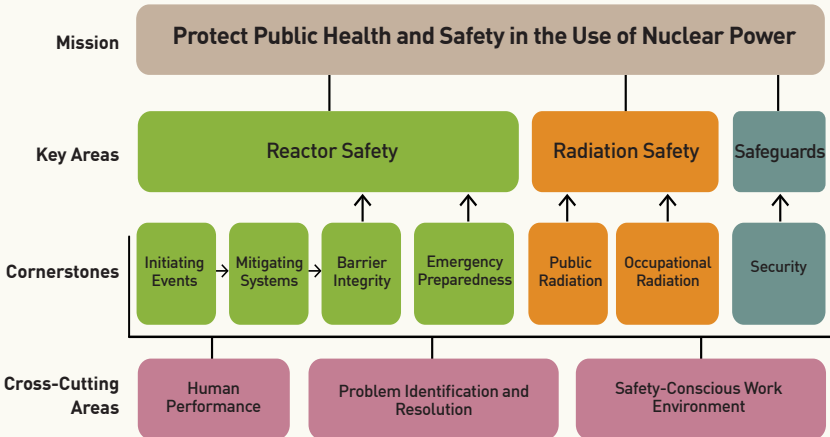 Mission
Protect Public Health and Safety in the Use of Nuclear Power
Key Areas
Reactor Safety
Radiation Safety
Safeguards
Cornerstones
Initiating
Events
Mitigating
Systems
Barrier
Integrity
Emergency
Preparedness
Public
Radiation
Occupational
Radiation
Security
Cross-Cutting
Areas
Human
Performance
Problem Identification and
Resolution
Safety-Conscious Work
Environment